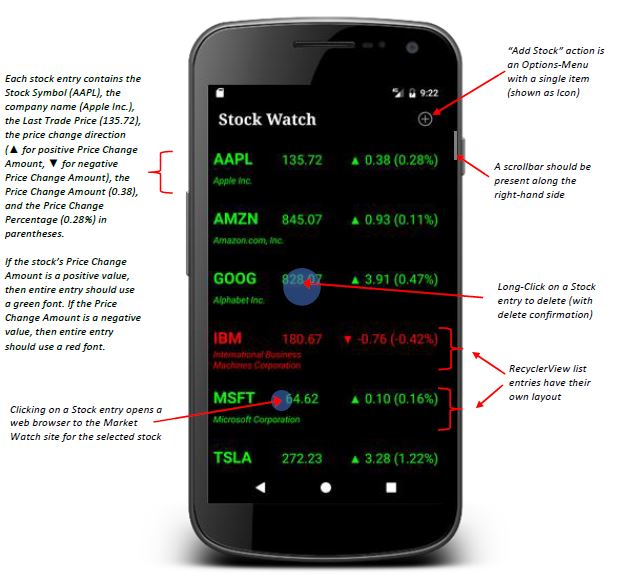 Each stock entry contains the
Stock Symbol (AAPL), the
company name (Apple Inc.),
the Last Trade Price (135.72),
the price change direction
(▲ for positive Price Change
Amount, ▼ for negative
Price Change Amount), the
Price Change Amount (0.38),
and the Price Change
Percentage (0.28%) in
parentheses.
If the stock’s Price Change
Amount is a positive value,
then entire entry should use
a green font. If the Price
Change Amount is a negative
value, then entire entry
should use a red font.
Clicking on a Stock entry opens a
web browser to the Market
Watch site for the selected stock
9:22
Stock Watch
AAPL 135.72 ▲ 0.38 (0.28%)
Apple Inc.
AMZN 845.07 ▲ 0.93 (0.11%)
Amazon.com, Inc.
GOOG 828.07 ▲ 3.91 (0.47%)
Alphabet Inc.
IBM 180.67 ▼ -0.76 (-0.42%)
International Business
Machines Corporation
MSFT 64.62 ▲ 0.10 (0.16%)
Microsoft Corporation
TSLA 272.23 ▲ 3.28 (1.22%)
“Add Stock” action is
an Options-Menu
with a single item
(shown as Icon)
A scrollbar should be
present along the
right-hand side
Long-Click on a Stock
entry to delete (with
delete confirmation)
RecyclerView list
entries have their
own layout